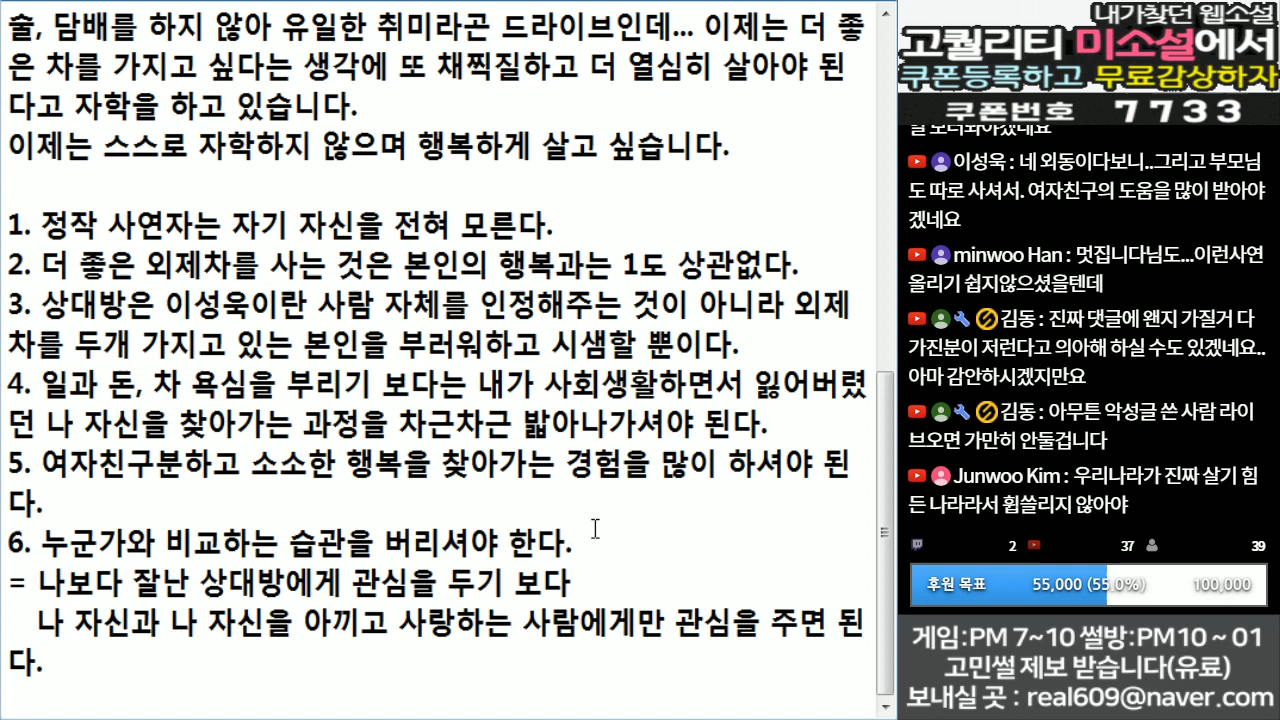 술, 담배를 하지 않아 유일한 취미라곤 드라이브인데... 이제는 더 좋
은 차를 가지고 싶다는 생각에 또 채찍질하고 더 열심히 살아야 된
다고 자학을 하고 있습니다.
이제는 스스로 자학하지 않으며 행복하게 살고 싶습니다.
1. 정작 사연자는 자기 자신을 전혀 모른다.
2. 더 좋은 외제차를 사는 것은 본인의 행복과는 1도 상관없다.
3. 상대방은 이성욱이란 사람 자체를 인정해주는 것이 아니라 외제
차를 두개 가지고 있는 본인을 부러워하고 시샘할 뿐이다.
4. 일과 돈, 차 욕심을 부리기 보다는 내가 사회생활하면서 잃어버렸
던 나 자신을 찾아가는 과정을 차근차근 밟아나가셔야 된다.
5. 여자친구분하고 소소한 행복을 찾아가는 경험을 많이 하셔야 된
다.
6. 누군가와 비교하는 습관을 버리셔야 한다.
= 나보다 잘난 상대방에게 관심을 두기 보다
나 자신과 나 자신을 아끼고 사랑하는 사람에게만 관심을 주면 된
다.
내가찾던 웹소설
고퀄리티 미소설에서
쿠폰등록하고 무료감상하자
쿠폰번호 7733
이성욱 : 네 외동이다보니..그리고 부모님
도 따로 사셔서. 여자친구의 도움을 많이 받아야
겠네요
minwoo Han : 멋집니다님도...이런사연
올리기 쉽지않으셨을텐데
김동 : 진짜 댓글에 왠지 가질거 다
가진분이 저런다고 의아해 하실 수도 있겠네요..
아마 감안하시겠지만요
김동 : 아무튼 악성글 쓴 사람 라이
브오면 가만히 안둘겁니다
Junwoo Kim : 우리나라가 진짜 살기 힘
든 나라라서 휩쓸리지 않아야
2 37 39
후원 목표 55,000 (55.0%) 100,000
게임:PM 7~10 썰방:PM10 ~ 01
고민썰 제보 받습니다(유료)
보내실 곳 : real609@naver.com